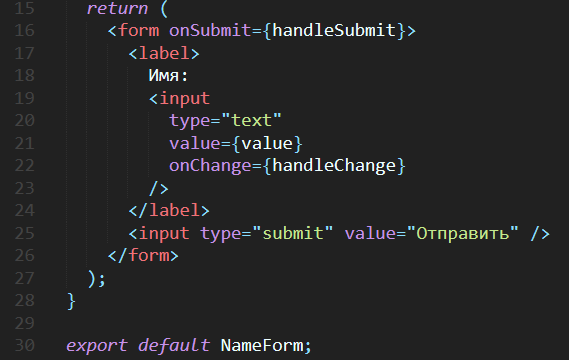 15 return (
16 <form onSubmit={handleSubmit}>
17 <label>
18 Имя:
19 <input
20 type="text"
21 value={value}
22 onChange={handleChange}
23 />
24 </label>
25 <input type="submit" value="Отправить" />
26 </form>
27 );
28 }
29
30 export default NameForm;